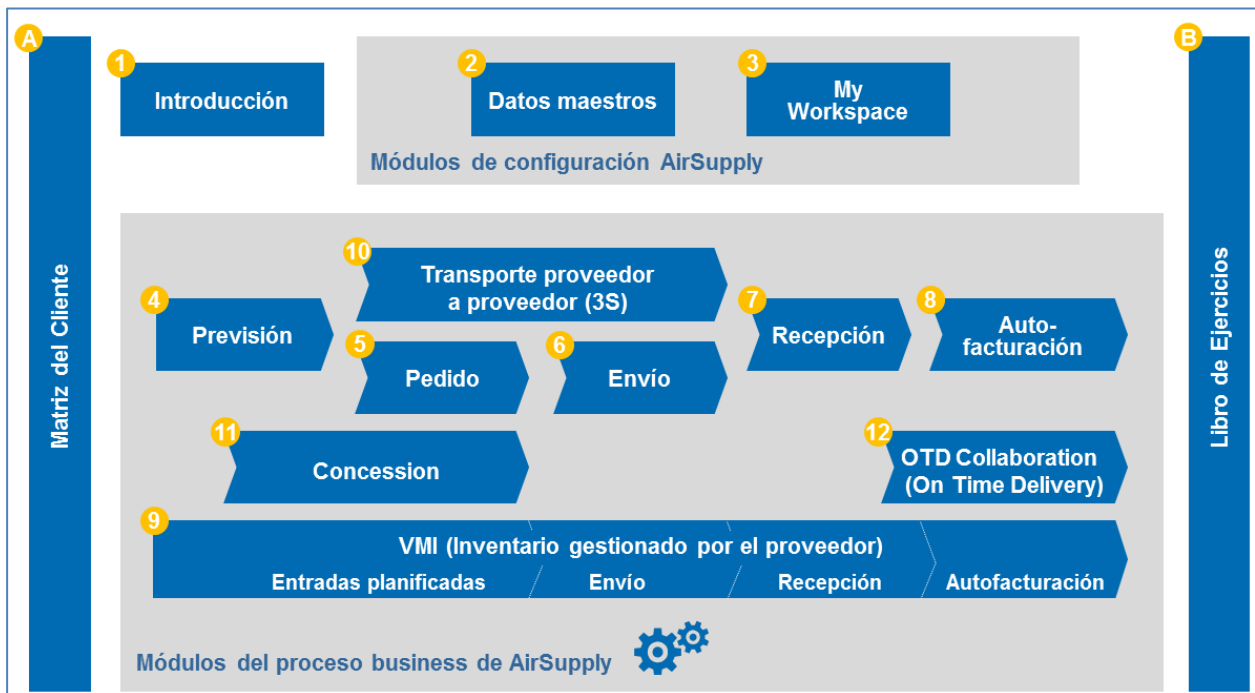 A
Matriz del Cliente
1
Introducción
2
Datos maestros
3
My
Workspace
Módulos de configuración AirSupply
B
Libro de Ejercicios
10
Transporte proveedor
a proveedor (3S)
4
Previsión
5
Pedido
6
Envío
7
Recepción
8
Auto-
facturación
11
Concession
12
OTD Collaboration
(On Time Delivery)
9
VMI (Inventario gestionado por el proveedor)
Entradas planificadas Envío Recepción Autofacturación
Módulos del proceso business de AirSupply